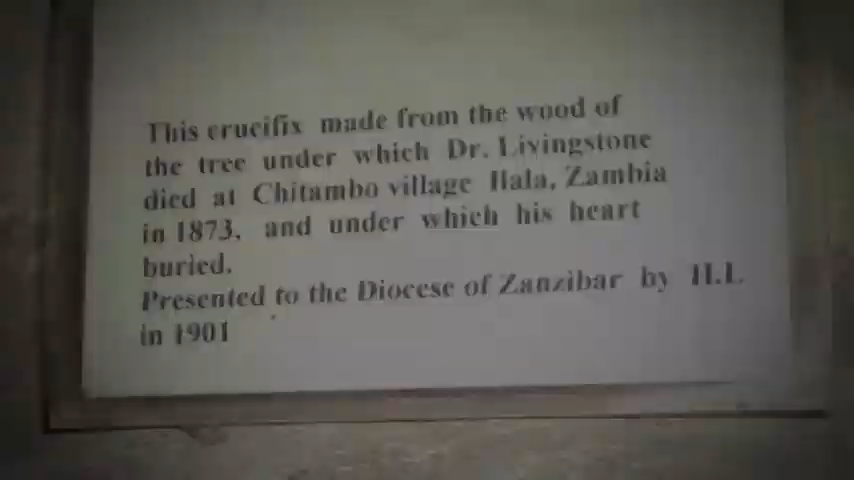 This crucifix made from the wood of
the tree under which Dr. Livingstone
died at Chitambo village Ilala, Zambia
in 1873, and under which his heart
buried.
Presented to the Diocese of Zanzibar by
in 1901